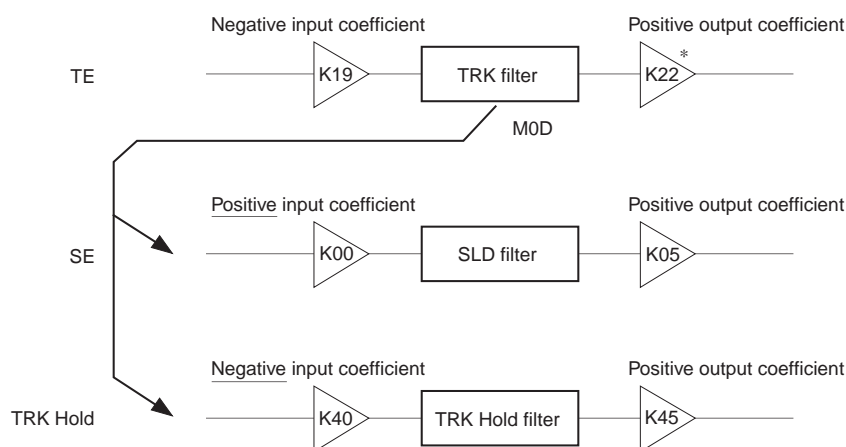 Negative input coefficient
Positive output coefficient
TE
K19
TRK filter
K22
*
M0D
Positive input coefficient
Positive output coefficient
SE
K00
SLD filter
K05
Negative input coefficient
Positive output coefficient
TRK Hold
K40
TRK Hold filter
K45